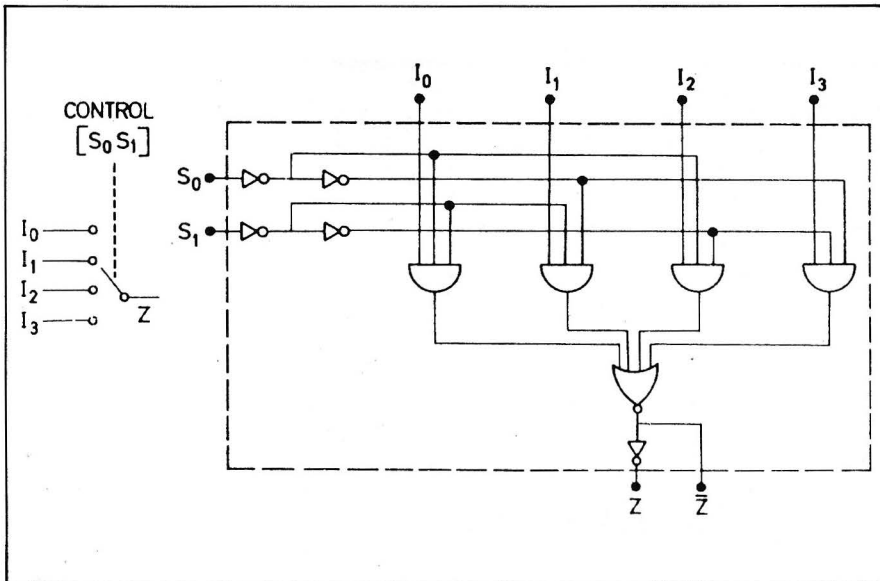 CONTROL
[S₀ S₁]
I₀
I₁
I₂
I₃
Z
I₀
I₁
I₂
I₃
S₀
S₁
Z
Z̅